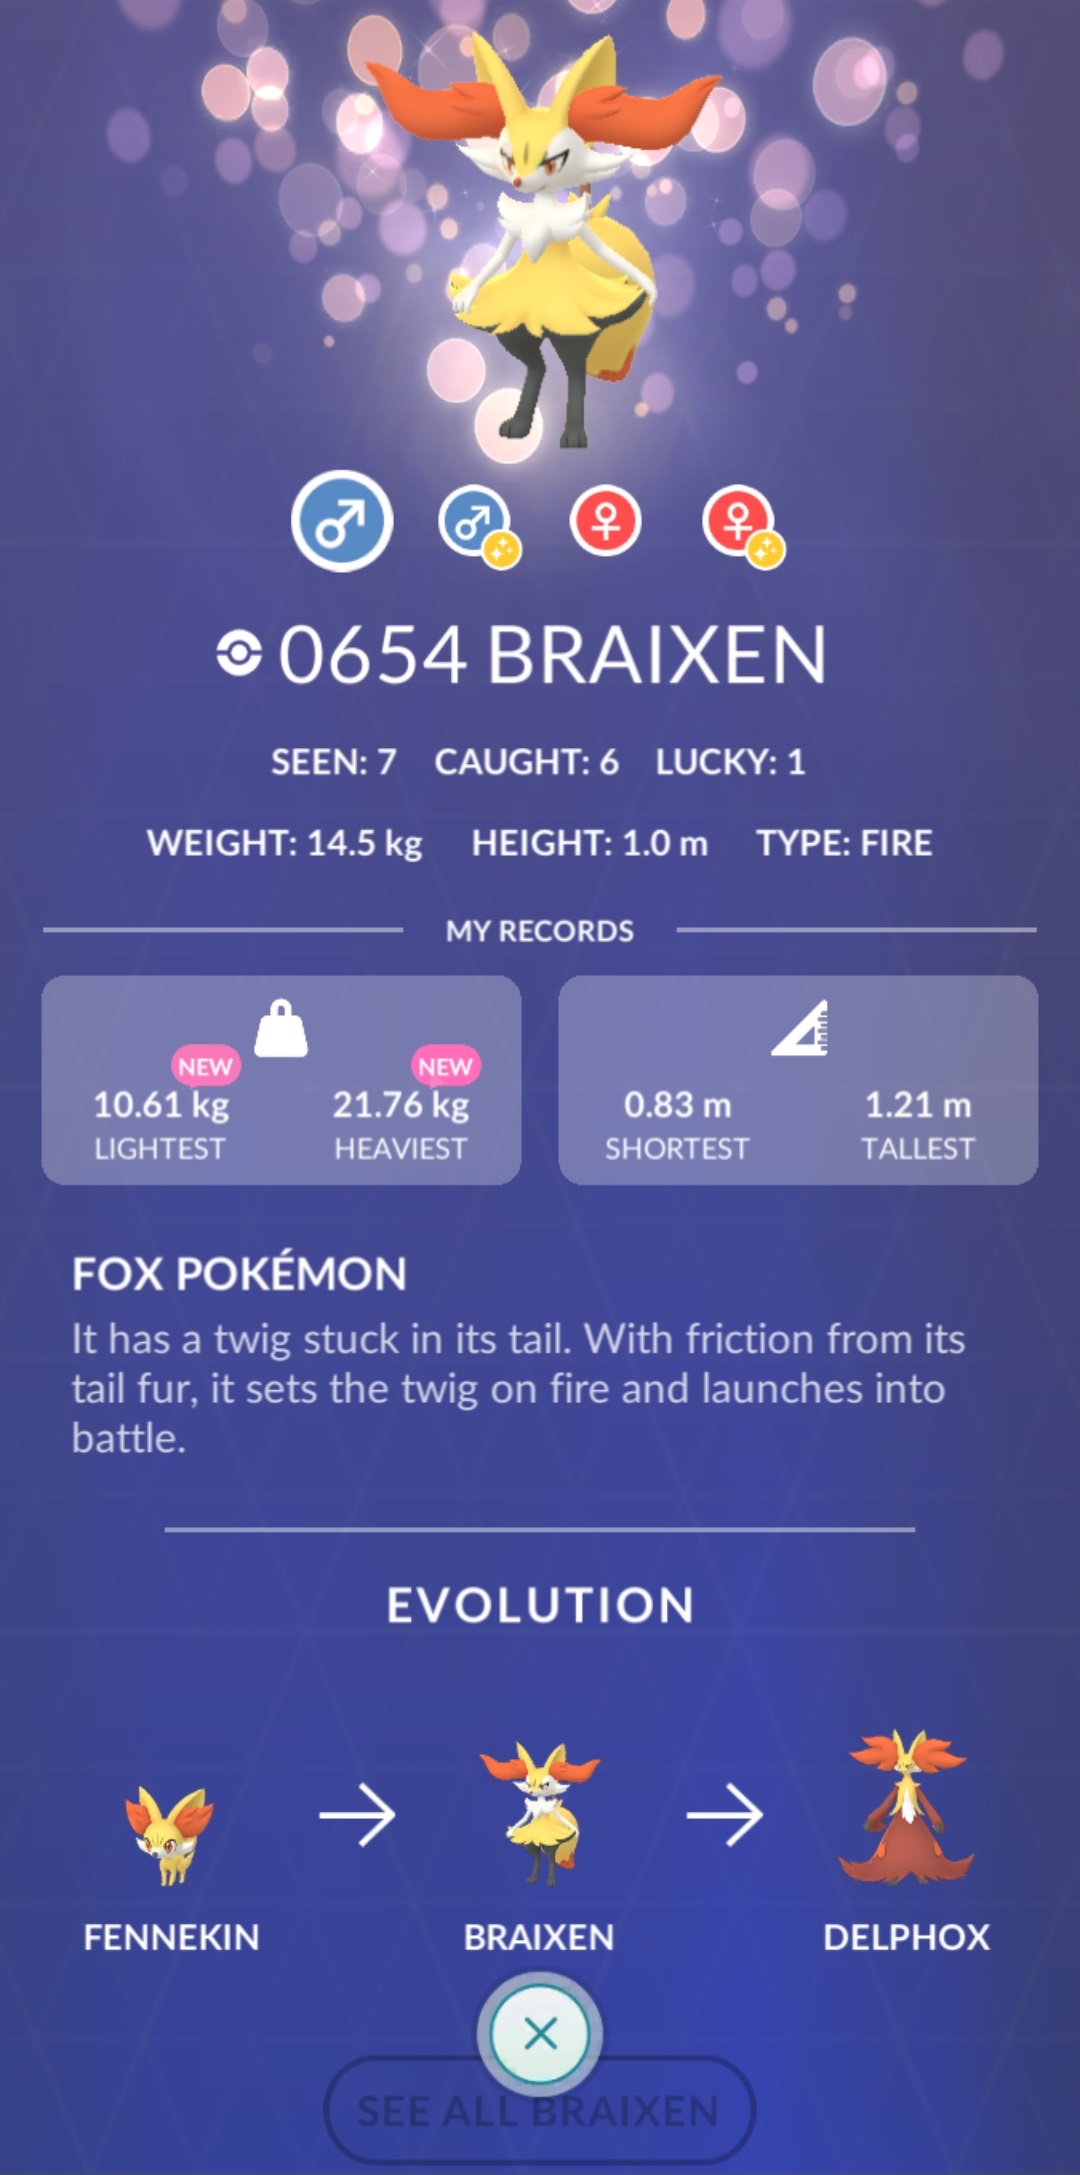 0654 BRAIXEN
SEEN: 7 CAUGHT: 6 LUCKY: 1
WEIGHT: 14.5 kg HEIGHT: 1.0 m TYPE: FIRE
MY RECORDS
NEW NEW
10.61 kg 21.76 kg 0.83 m 1.21 m
LIGHTEST HEAVIEST SHORTEST TALLEST
FOX POKÉMON
It has a twig stuck in its tail. With friction from its
tail fur, it sets the twig on fire and launches into
battle.
EVOLUTION
FENNEKIN BRAIXEN DELPHOX
SEE ALL BRAIXEN